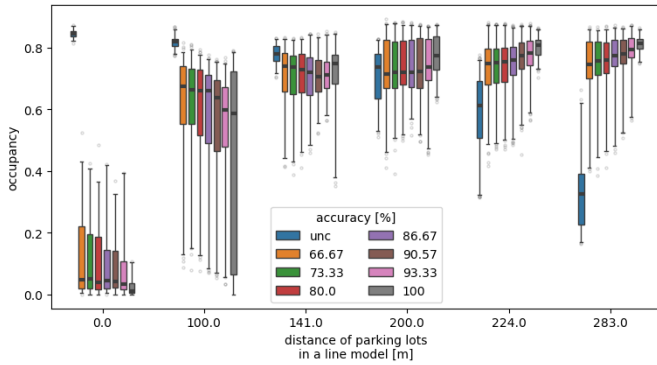 0.8
0.6
0.4
0.2
0.0
occupancy
accuracy [%]
unc 86.67
66.67 90.57
73.33 93.33
80.0 100
0.0 100.0 141.0 200.0 224.0 283.0
distance of parking lots
in a line model [m]